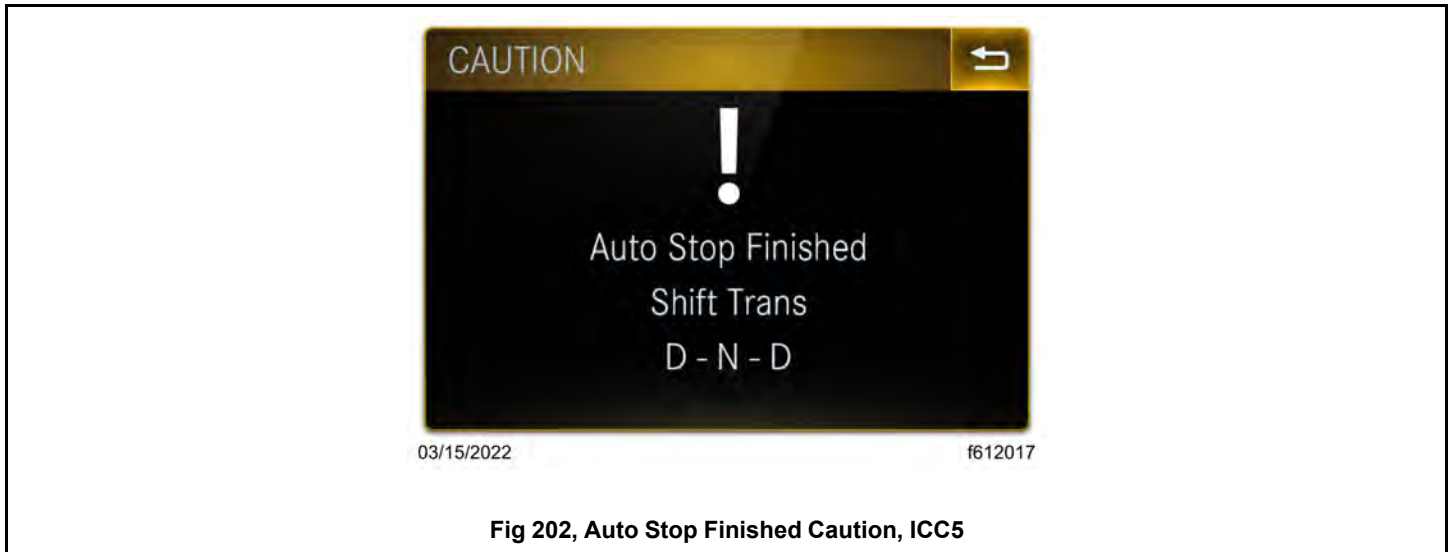 CAUTION
Auto Stop Finished
Shift Trans
D - N - D
03/15/2022 f612017
Fig 202, Auto Stop Finished Caution, ICC5